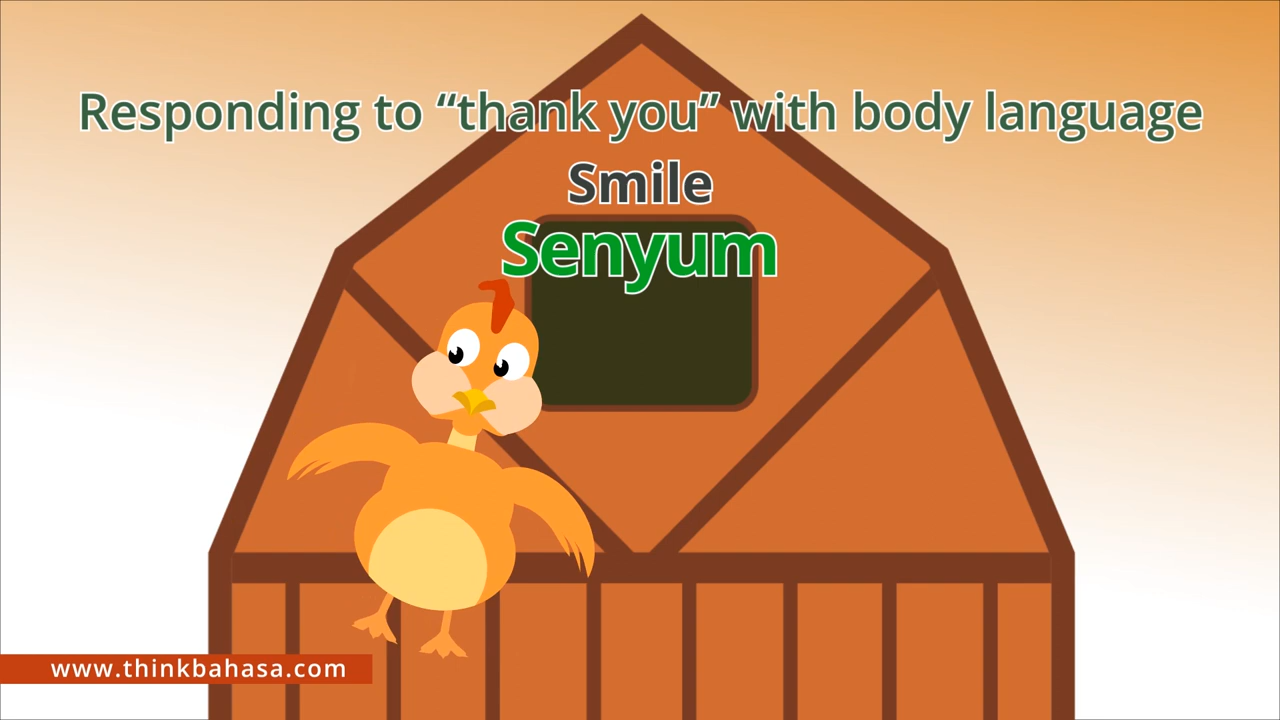 Responding to “thank you” with body language
Smile
Senyum
www.thinkbahasa.com